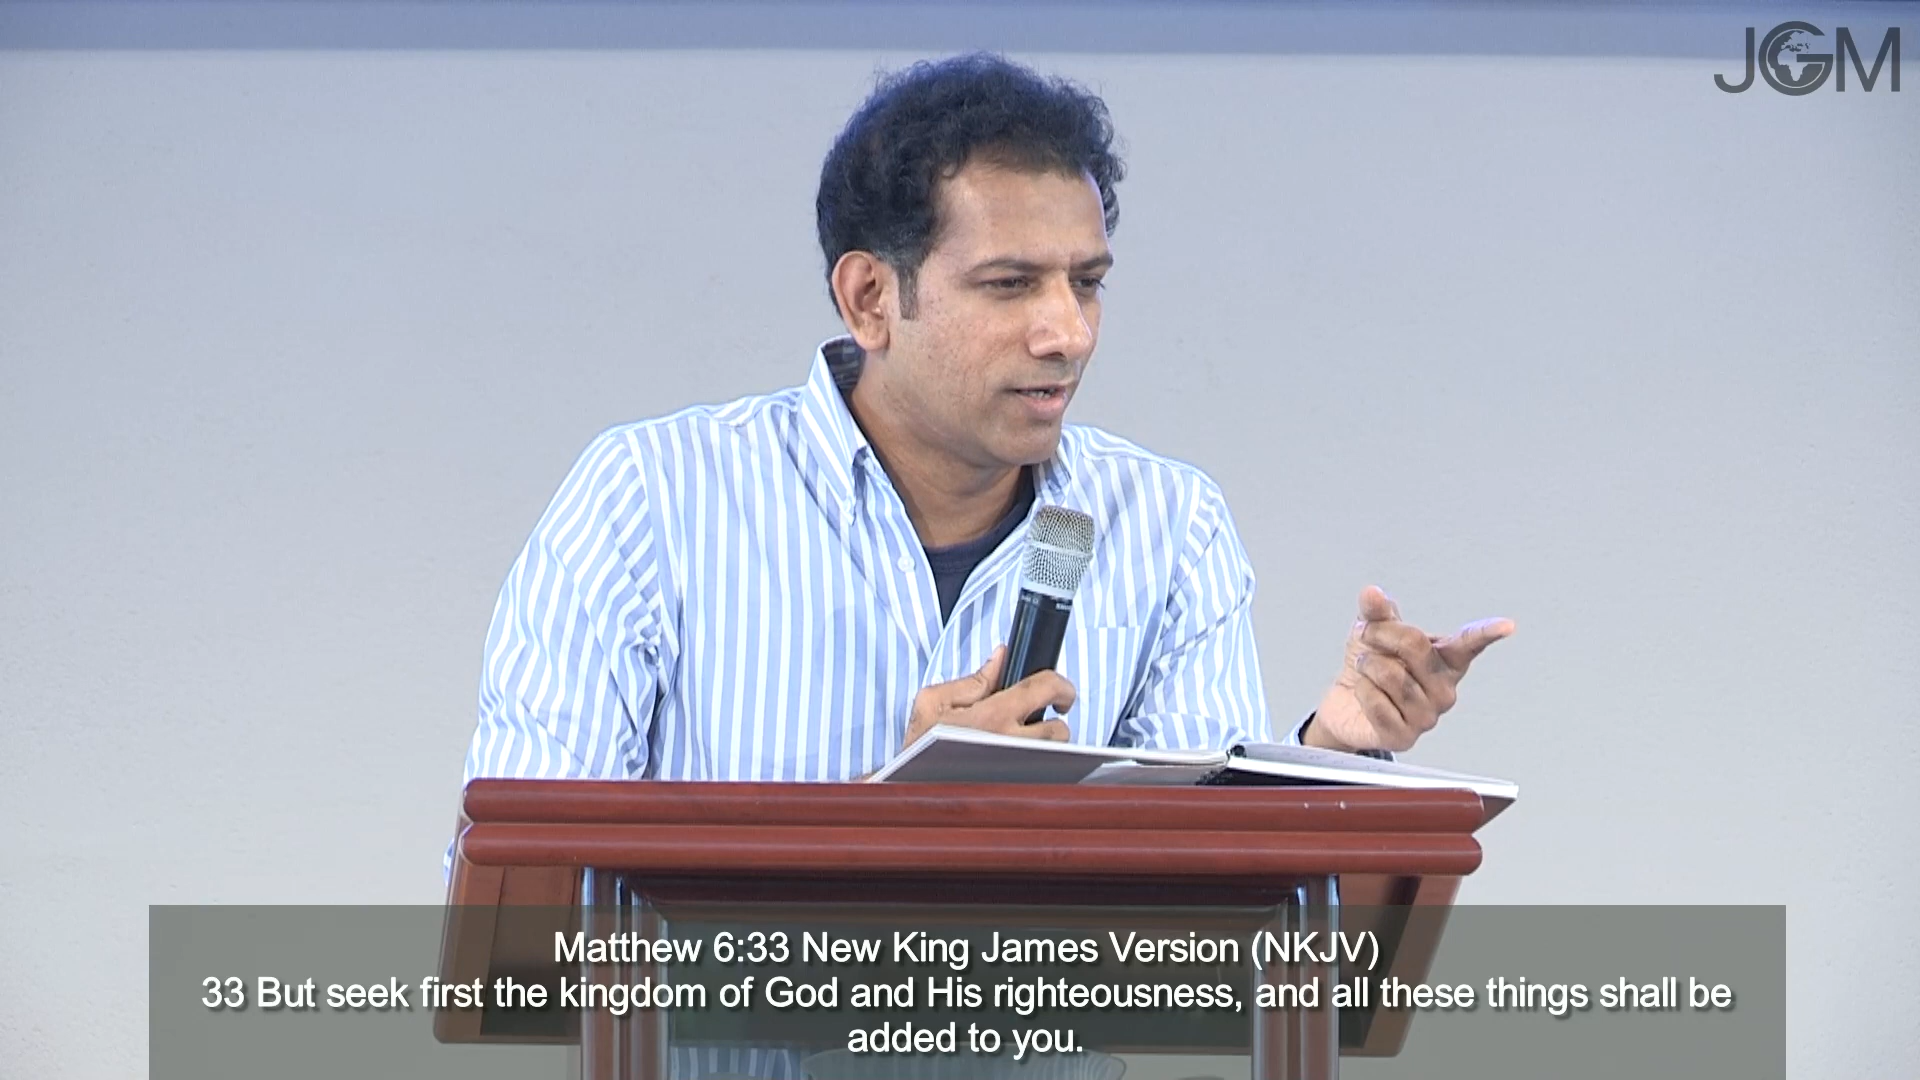 JGM
Matthew 6:33 New King James Version (NKJV)
33 But seek first the kingdom of God and His righteousness, and all these things shall be
added to you.